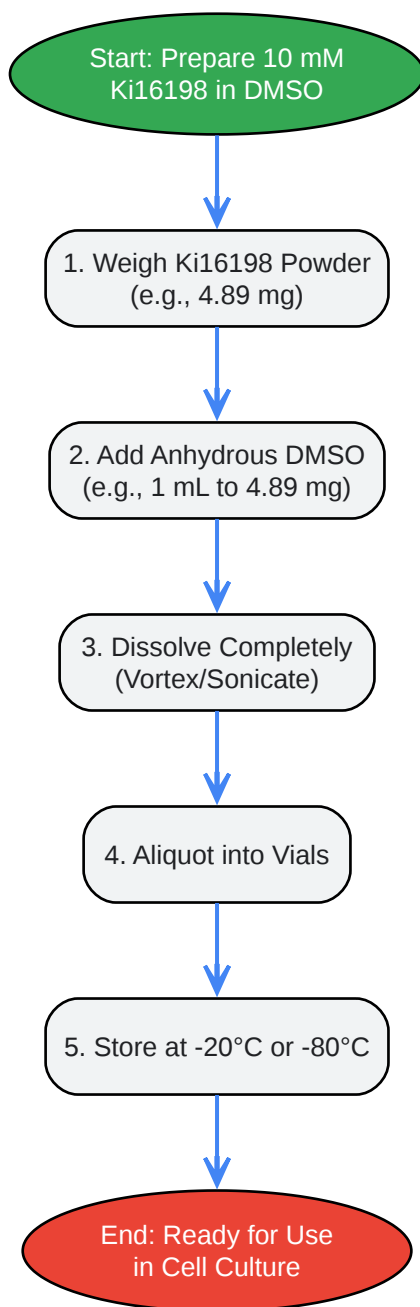 Start: Prepare 10 mM
Ki16198 in DMSO
1. Weigh Ki16198 Powder
(e.g., 4.89 mg)
2. Add Anhydrous DMSO
(e.g., 1 mL to 4.89 mg)
3. Dissolve Completely
(Vortex/Sonicate)
4. Aliquot into Vials
5. Store at -20°C or -80°C
End: Ready for Use
in Cell Culture